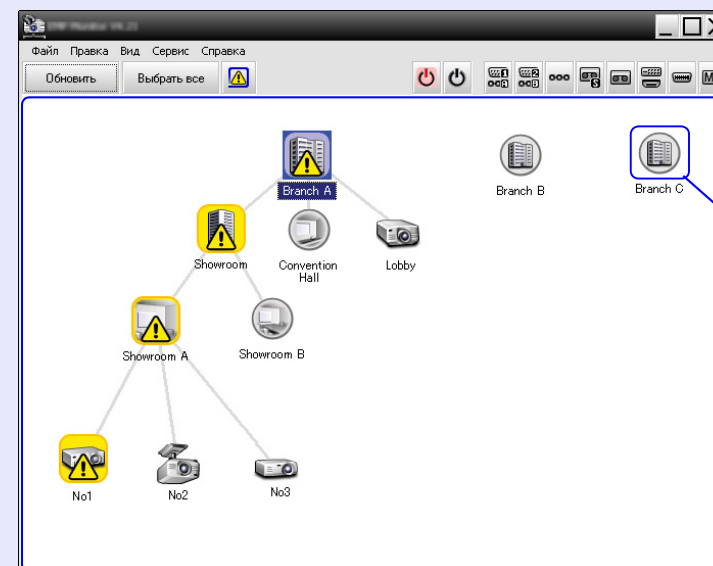 Файл Правка Вид Сервис Справка
Обновить Выбрать все
Branch A
Branch B
Branch C
Showroom
Convention
Hall
Lobby
Showroom A
Showroom B
No1
No2
No3